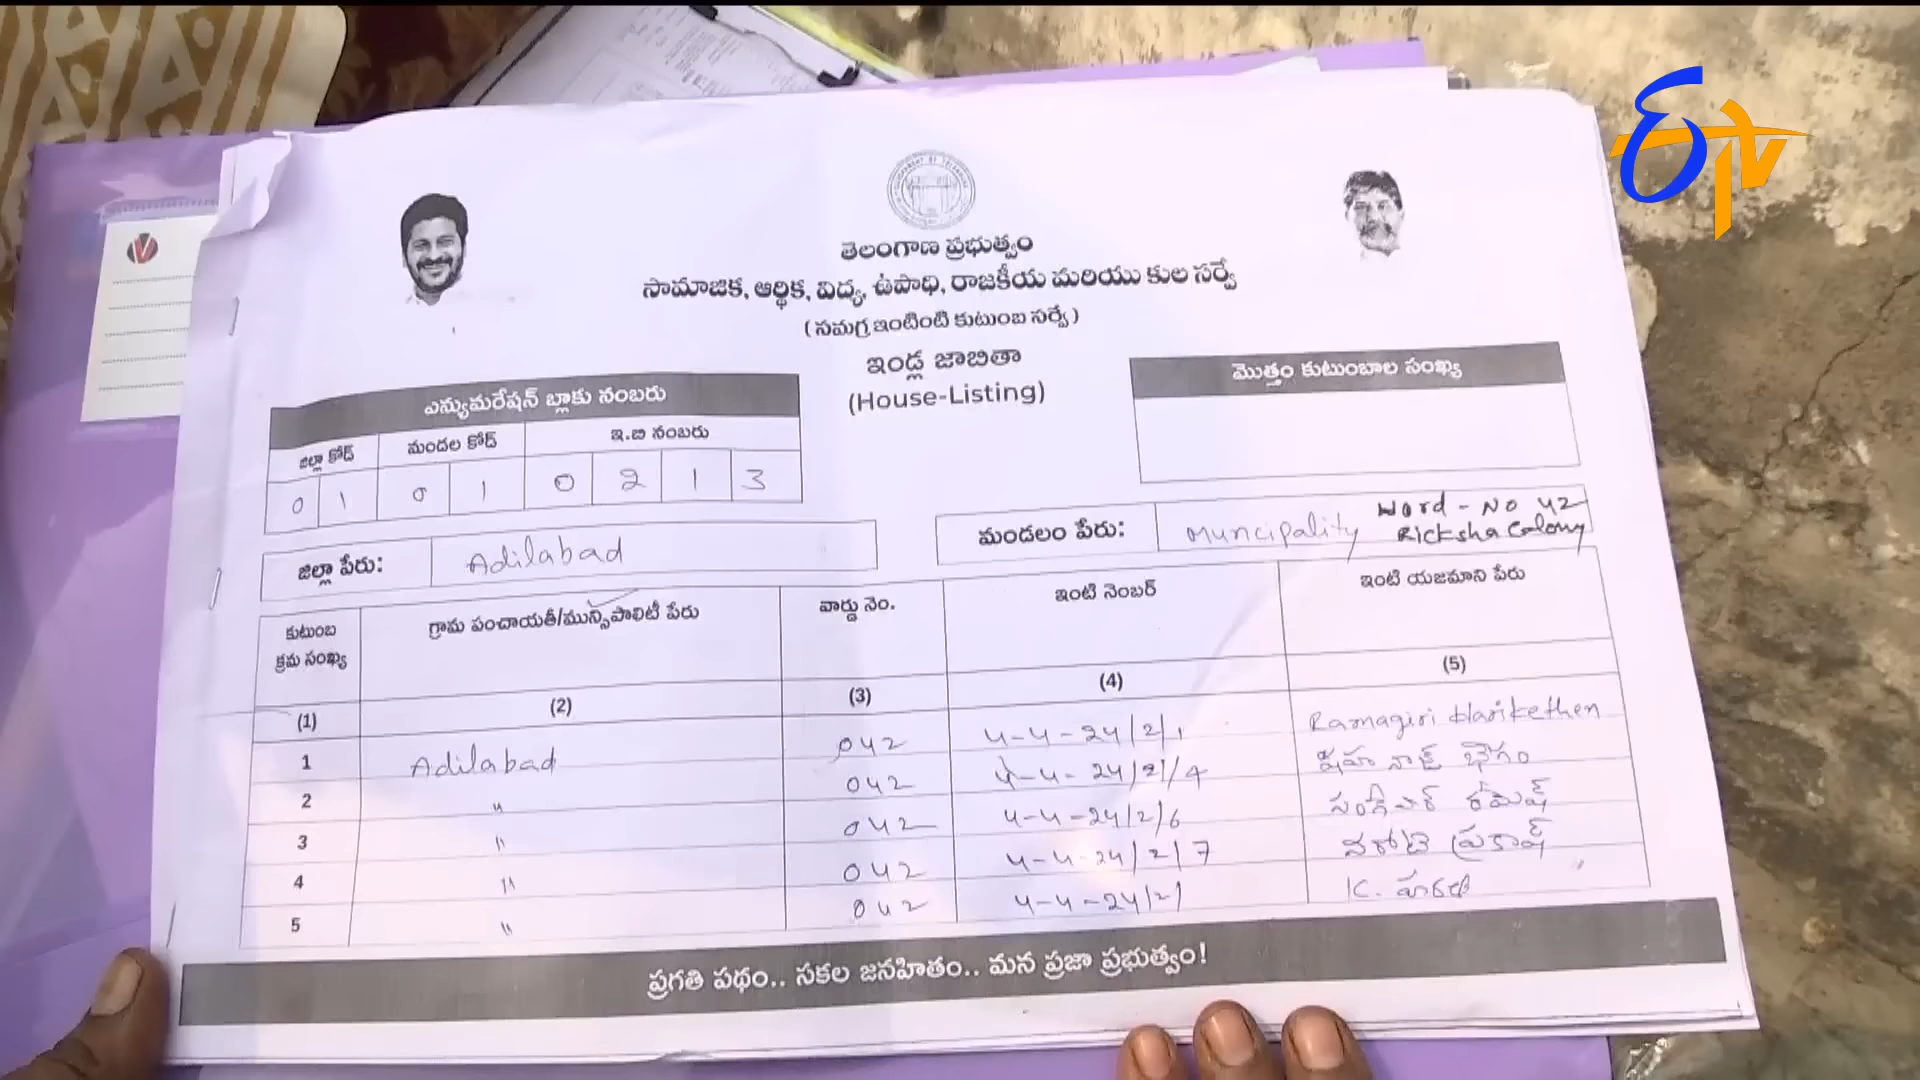 ETV
తెలంగాణ ప్రభుత్వం
సామాజిక, ఆర్థిక, విద్య, ఉపాధి, రాజకీయ మరియు కుల సర్వే
(సమగ్ర ఇంటింటి కుటుంబ సర్వే)
ఇండ్ల జాబితా
(House-Listing)
ఎన్యుమరేషన్ బ్లాకు నంబరు
మొత్తం కుటుంబాల సంఖ్య
జిల్లా కోడ్ మండల కోడ్ ఇ.బి నంబరు
0 1 0 1 0 2 1 3
జిల్లా పేరు: Adilabad
మండలం పేరు: Muncipality Word - No 42
Ricksha Colony
కుటుంబ క్రమ సంఖ్య గ్రామ పంచాయతీ/మున్సిపాలిటీ పేరు వార్డు నెం. ఇంటి నెంబర్ ఇంటి యజమాని పేరు
(1) (2) (3) (4) (5)
1 Adilabad 042 4-4-24/2/1 Ramagiri
2 " 042 4-4-24/2/4
3 " 042 4-4-24/2/6 రమేష్
4 " 042 4-4-24/2/7 ప్రకాష్
5 " 042 4-4-24/2/ K.
ప్రగతి పథం.. సకల జనహితం.. మన ప్రజా ప్రభుత్వం!